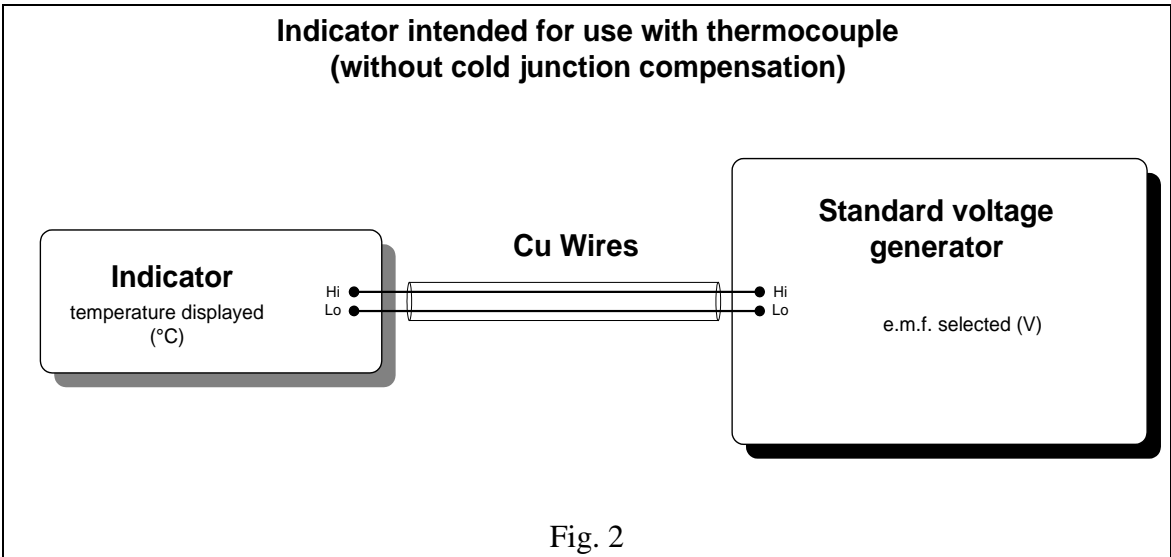 Indicator intended for use with thermocouple
(without cold junction compensation)
Standard voltage
generator
Cu Wires
Indicator
temperature displayed
(°C)
Hi
Lo
Hi
Lo
e.m.f. selected (V)
Fig. 2